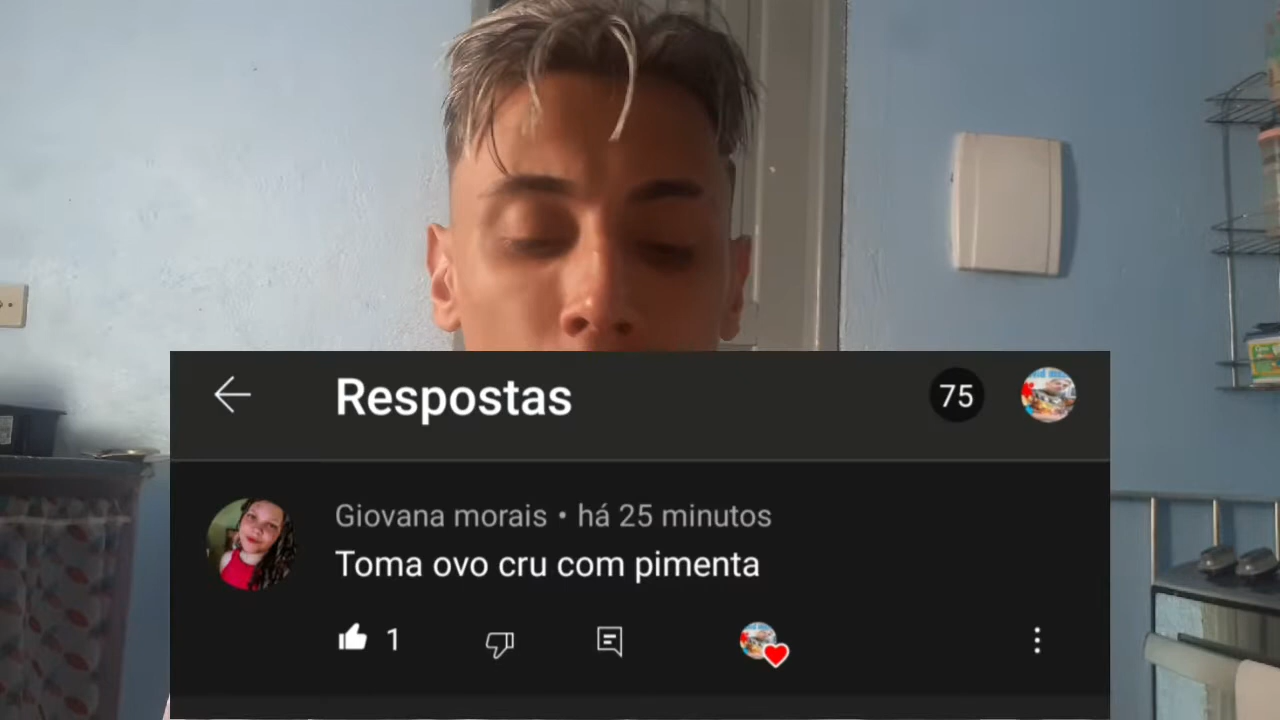 Respostas
75
Giovana morais • há 25 minutos
Toma ovo cru com pimenta
1